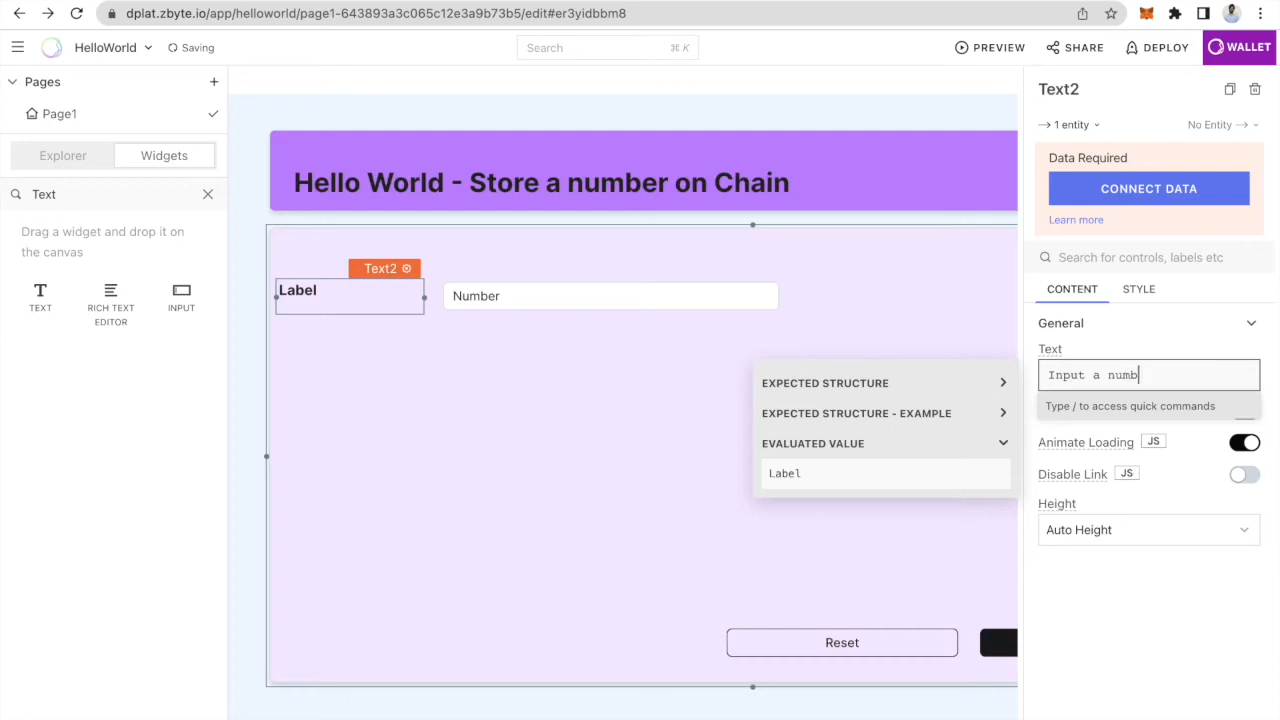 dplat.zbyte.io/app/helloworld/page1-643893a3c065c12e3a9b73b5/edit#er3yidbbm8
HelloWorld
Saving
Search
⌘ K
PREVIEW
SHARE
DEPLOY
WALLET
Pages
Page1
Explorer
Widgets
Text
Drag a widget and drop it on
the canvas
TEXT
RICH TEXT
EDITOR
INPUT
Hello World - Store a number on Chain
Text2
Label
Number
EXPECTED STRUCTURE
EXPECTED STRUCTURE - EXAMPLE
EVALUATED VALUE
Label
Reset
Text2
1 entity
No Entity
Data Required
CONNECT DATA
Learn more
Search for controls, labels etc
CONTENT
STYLE
General
Text
Input a numb
Type / to access quick commands
Animate Loading
JS
Disable Link
JS
Height
Auto Height